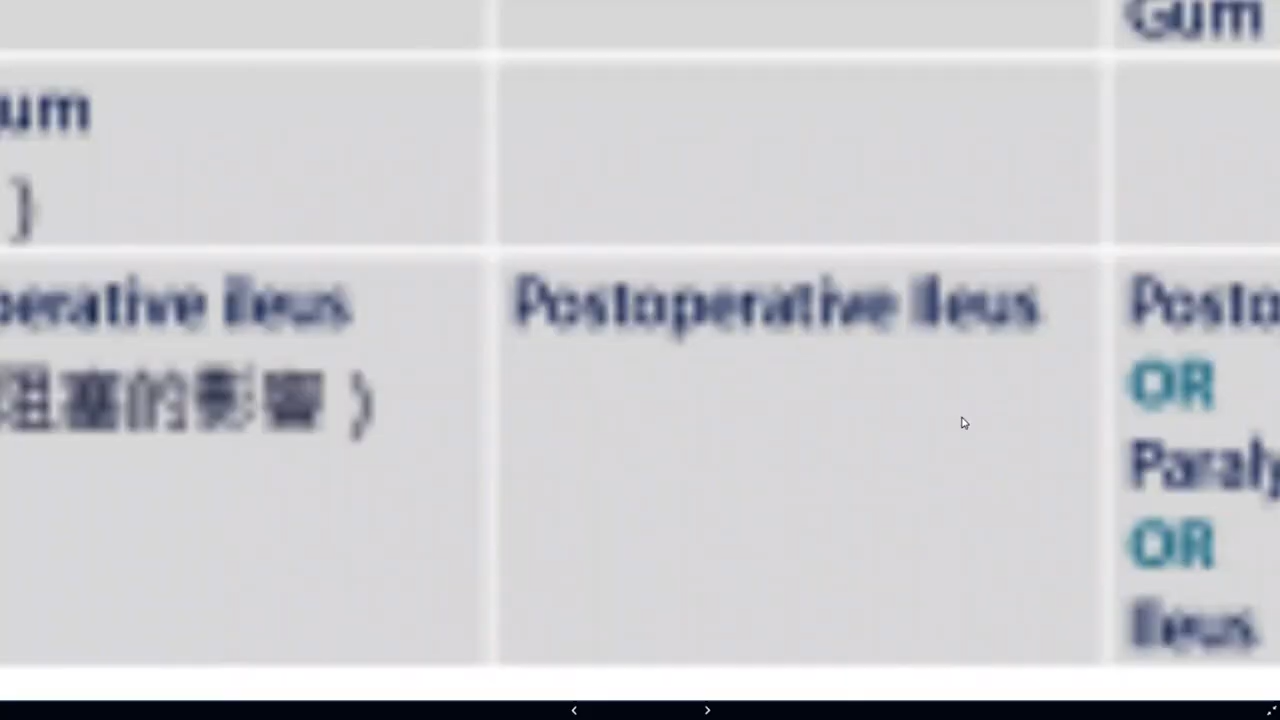 Gum
um
)
perative Ileus
阻塞的影響)
Postoperative Ileus
Posto
OR
Paraly
OR
Ileus